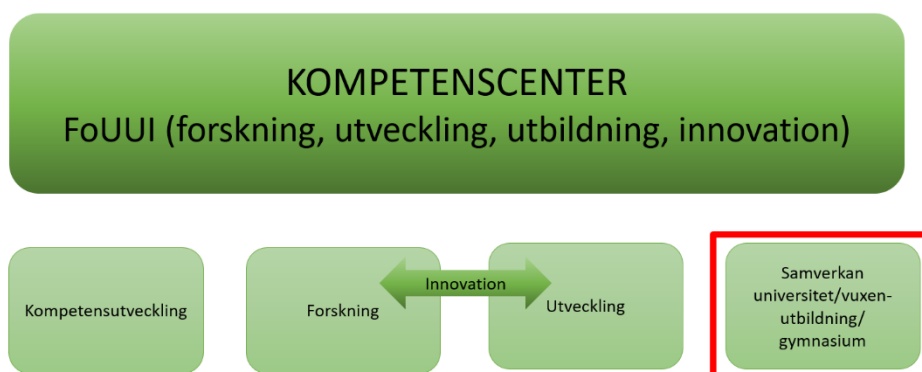 KOMPETENSCENTER
FoUUI (forskning, utveckling, utbildning, innovation)
Kompetensutveckling
Forskning
Innovation
Utveckling
Samverkan
universitet/vuxen-
utbildning/
gymnasium